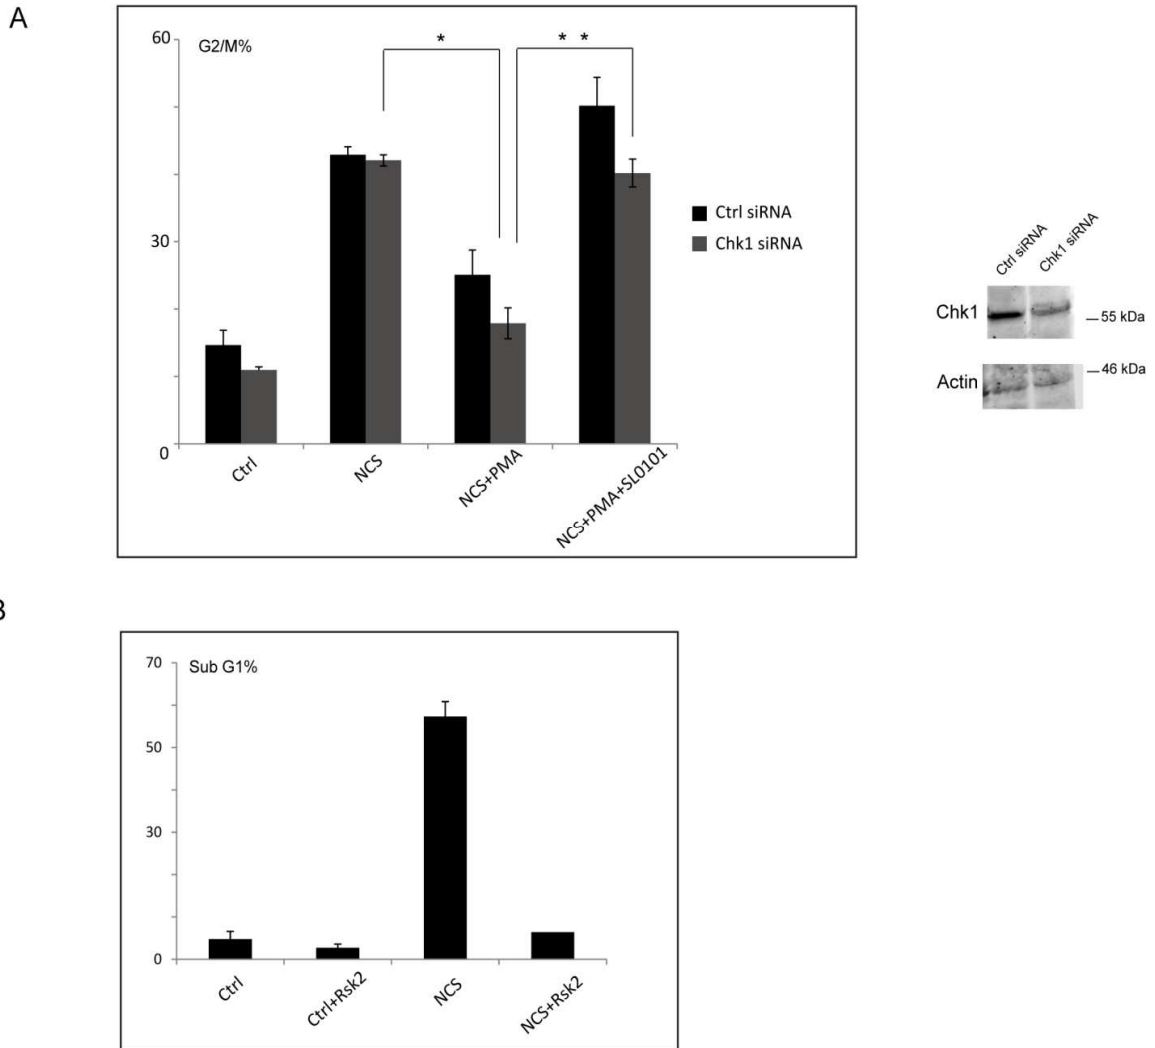 A
60
G2/M%
*
* *
30
0
Ctrl
NCS
NCS+PMA
NCS+PMA+SL0101
Ctrl siRNA
Chk1 siRNA
Ctrl siRNA
Chk1 siRNA
Chk1
55 kDa
Actin
46 kDa
70
Sub G1%
50
30
0
Ctrl
Ctrl+Rsk2
NCS
NCS+Rsk2